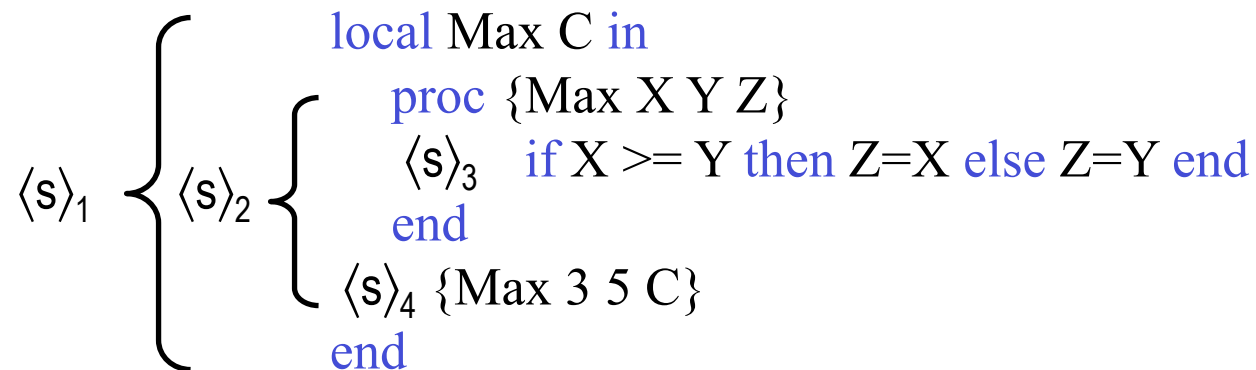 local Max C in
proc {Max X Y Z}
⟨s⟩₃ if X >= Y then Z=X else Z=Y end
⟨s⟩₁ ⟨s⟩₂
end
⟨s⟩₄ {Max 3 5 C}
end